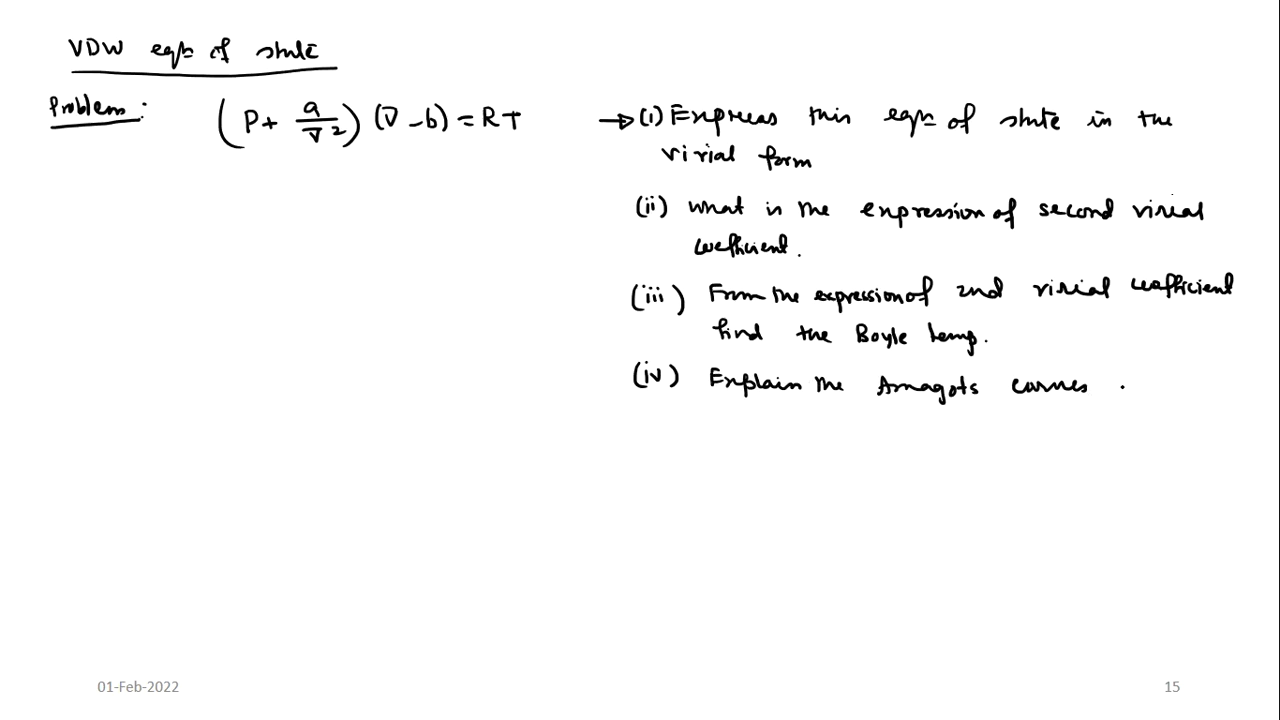 VDW eqn of state
Problem: (P + a/V̄²) (V̄ - b) = RT
→ (i) Express this eqn of state in the
virial form
(ii) what is the expression of second virial
coefficient.
(iii) From the expression of 2nd virial coefficient
find the Boyle temp.
(iv) Explain the Amagots curves.
01-Feb-2022
15